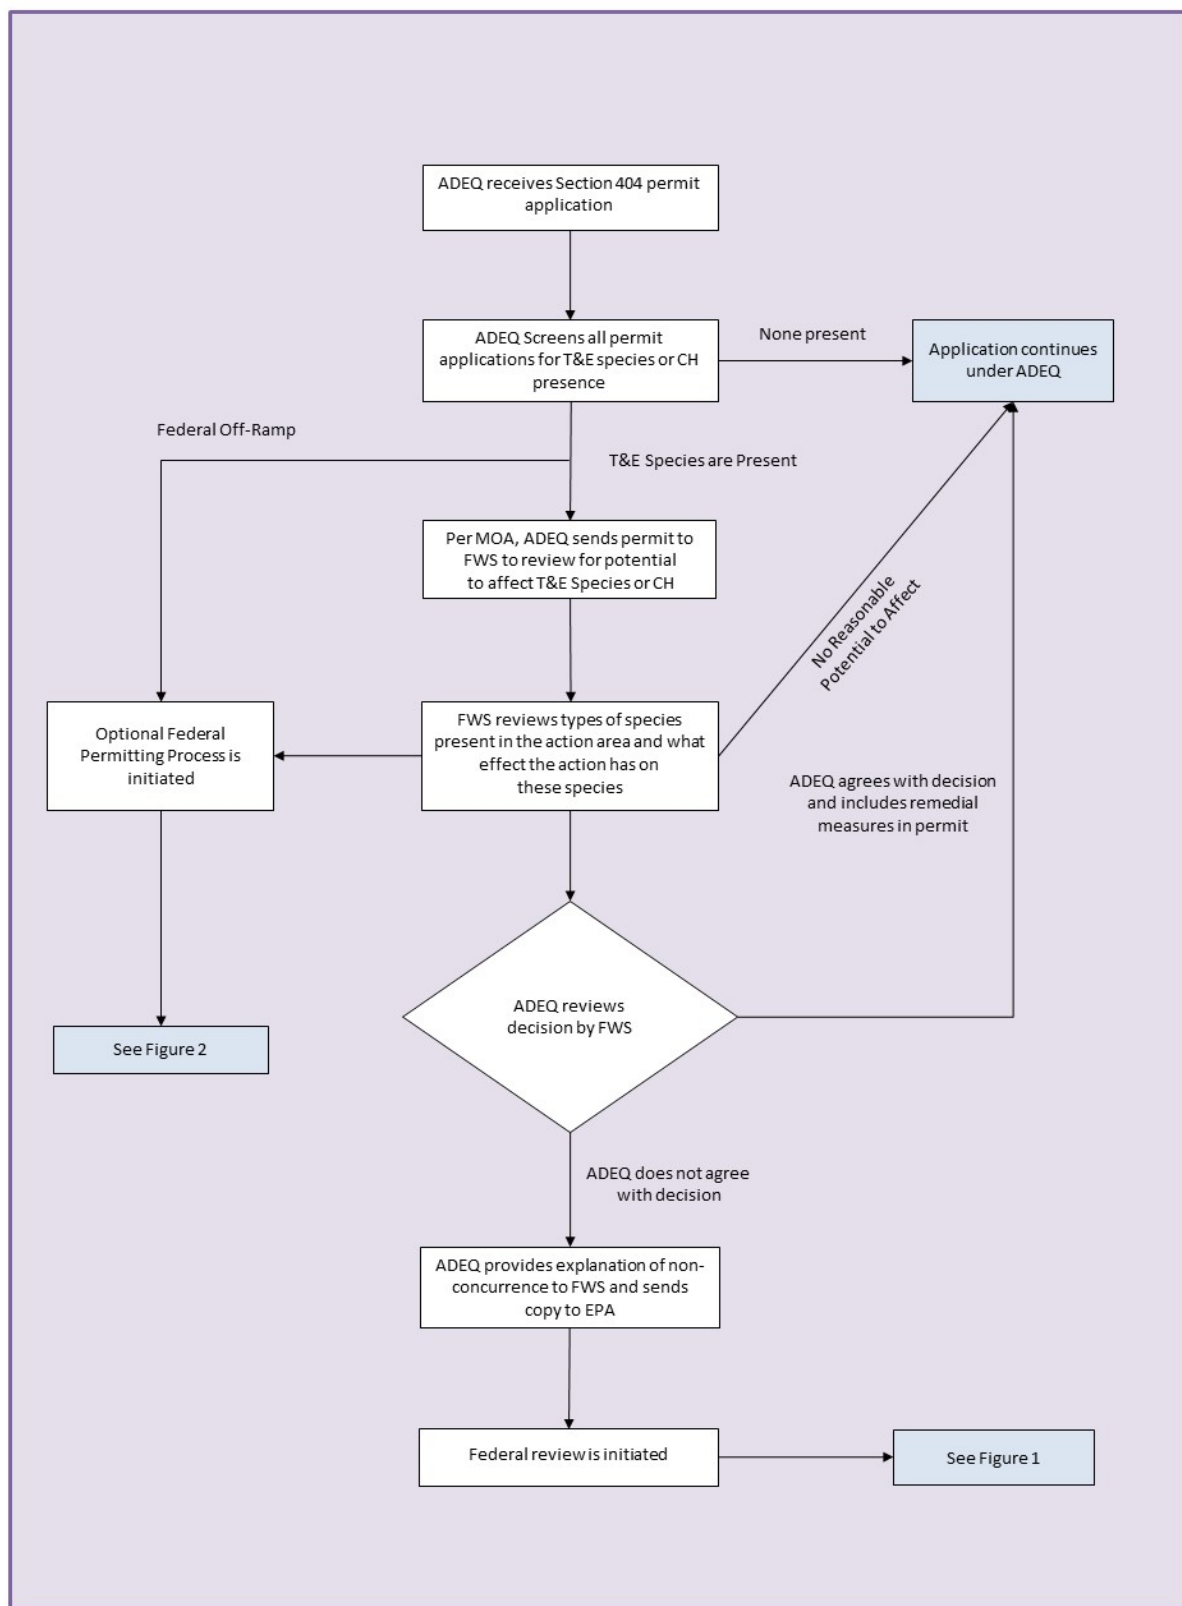 ADEQ receives Section 404 permit
application
ADEQ Screens all permit
applications for T&E species or CH
presence
None present
Application continues
under ADEQ
Federal Off-Ramp
T&E Species are Present
Per MOA, ADEQ sends permit to
FWS to review for potential
to affect T&E Species or CH
No Reasonable
Potential to Affect
Optional Federal
Permitting Process is
initiated
FWS reviews types of species
present in the action area and what
effect the action has on
these species
ADEQ agrees with decision
and includes remedial
measures in permit
ADEQ reviews
decision by FWS
See Figure 2
ADEQ does not agree
with decision
ADEQ provides explanation of non-
concurrence to FWS and sends
copy to EPA
Federal review is initiated
See Figure 1